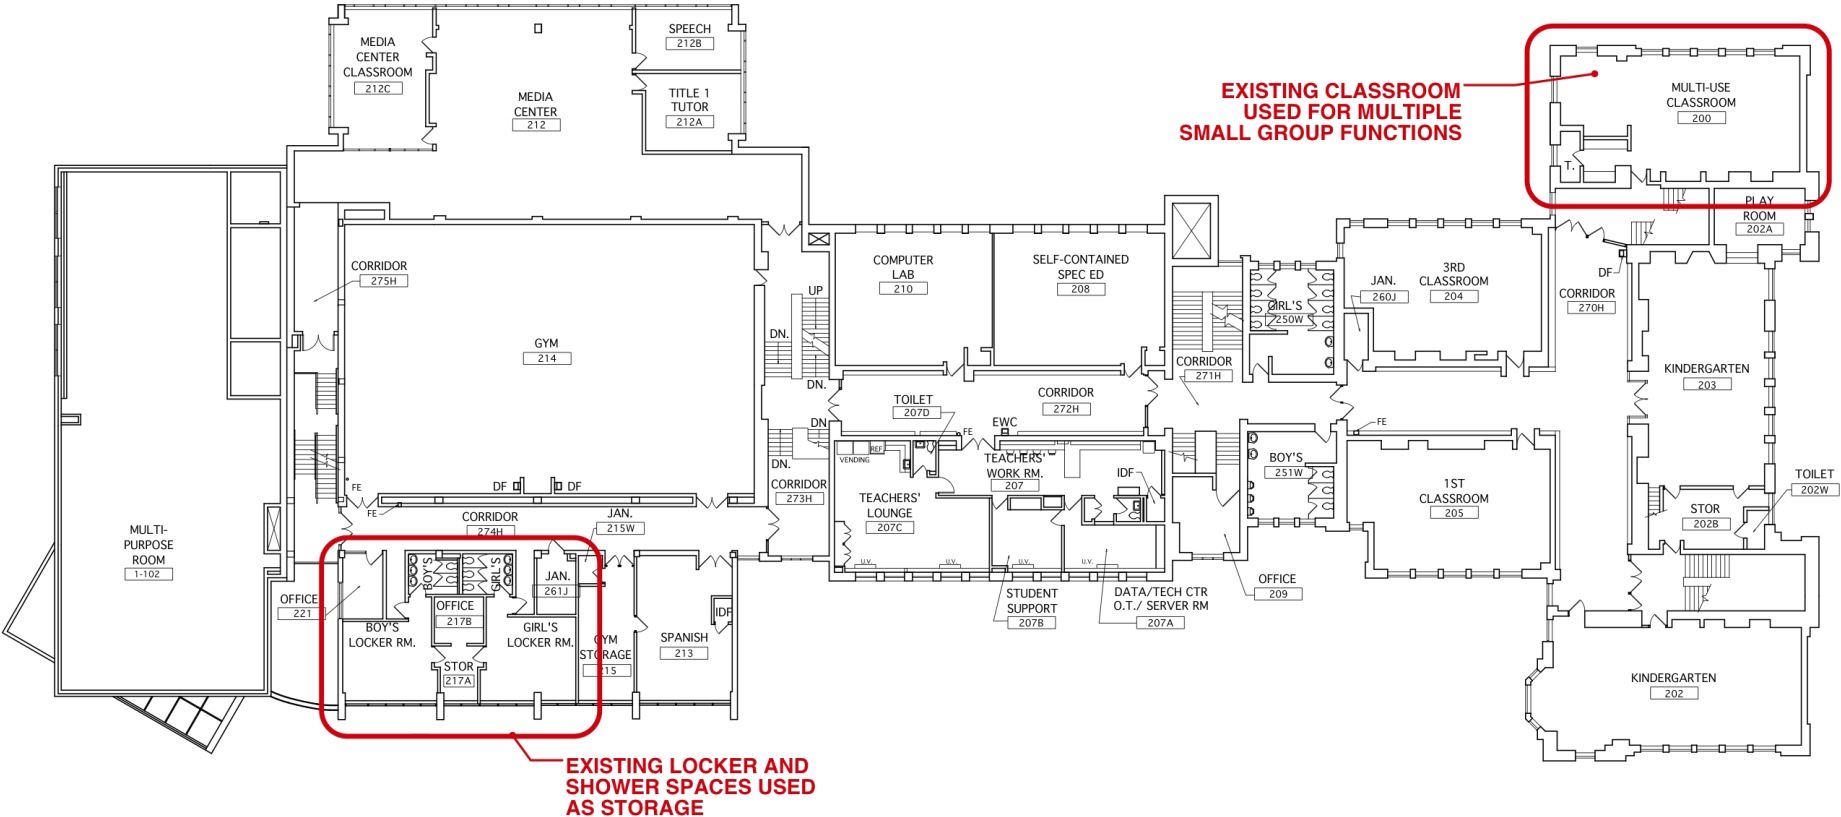 MEDIA
CENTER
CLASSROOM
212C
MEDIA
CENTER
212
SPEECH
212B
TITLE 1
TUTOR
212A
EXISTING CLASSROOM
USED FOR MULTIPLE
SMALL GROUP FUNCTIONS
MULTI-USE
CLASSROOM
200
T.
PLAY
ROOM
202A
CORRIDOR
275H
GYM
214
UP
DN.
DN.
DN
DN.
COMPUTER
LAB
210
SELF-CONTAINED
SPEC ED
208
GIRL'S
250W
JAN.
260J
3RD
CLASSROOM
204
DF
CORRIDOR
270H
CORRIDOR
271H
KINDERGARTEN
203
TOILET
207D
CORRIDOR
272H
EWC
FE
FE
VENDING
REF
TEACHERS'
WORK RM.
207
IDF
BOY'S
251W
TEACHERS'
LOUNGE
207C
1ST
CLASSROOM
205
TOILET
202W
STOR
202B
FE
DF
DF
FE
CORRIDOR
273H
CORRIDOR
274H
JAN.
215W
MULTI-
PURPOSE
ROOM
1-102
U.V.
U.V.
U.V.
OFFICE
221
BOY'S
GIRL'S
JAN.
261J
OFFICE
217B
IDF
BOY'S
LOCKER RM.
GIRL'S
LOCKER RM.
GYM
STORAGE
215
SPANISH
213
STOR
217A
STUDENT
SUPPORT
207B
DATA/TECH CTR
O.T./ SERVER RM
207A
OFFICE
209
KINDERGARTEN
202
EXISTING LOCKER AND
SHOWER SPACES USED
AS STORAGE